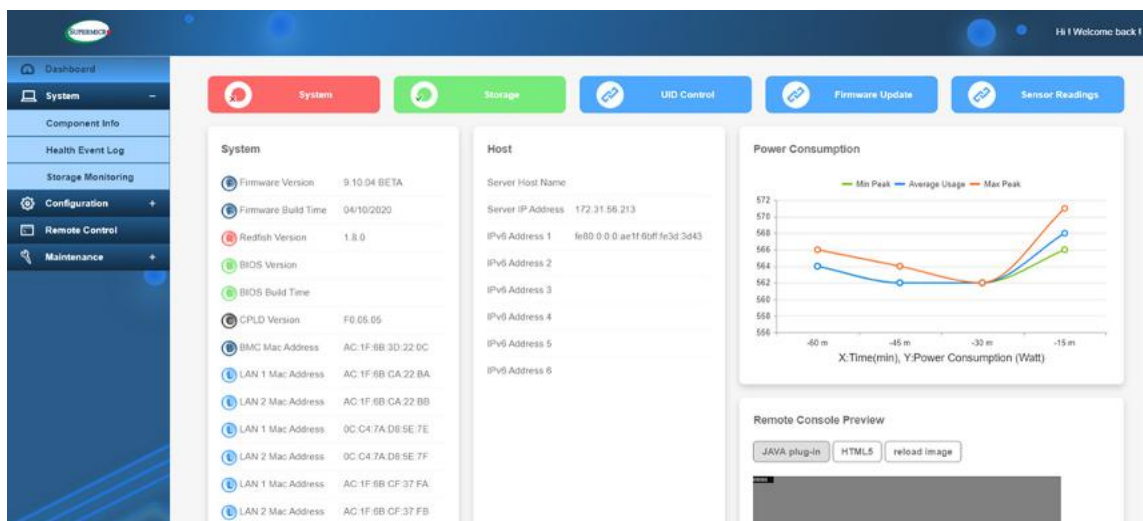 SUPERMICR
Hi ! Welcome back !
Dashboard
System -
Component Info
Health Event Log
Storage Monitoring
Configuration +
Remote Control
Maintenance +
System
Storage
UID Control
Firmware Update
Sensor Readings
System
Firmware Version 9.10.04 BETA
Firmware Build Time 04/10/2020
Redfish Version 1.8.0
BIOS Version
BIOS Build Time
CPLD Version F0.05.05
BMC Mac Address AC:1F:6B:3D:22:0C
LAN 1 Mac Address AC:1F:6B:CA:22:BA
LAN 2 Mac Address AC:1F:6B:CA:22:BB
LAN 1 Mac Address 0C:C4:7A:D8:5E:7E
LAN 2 Mac Address 0C:C4:7A:D8:5E:7F
LAN 1 Mac Address AC:1F:6B:CF:37:FA
LAN 2 Mac Address AC:1F:6B:CF:37:FB
Host
Server Host Name
Server IP Address 172.31.56.213
IPv6 Address 1 fe80:0:0:0:ae1f:6bff:fe3d:3d43
IPv6 Address 2
IPv6 Address 3
IPv6 Address 4
IPv6 Address 5
IPv6 Address 6
Power Consumption
Min Peak Average Usage Max Peak
572
570
568
566
564
562
560
558
556
-60 m -45 m -30 m -15 m
X:Time(min), Y:Power Consumption (Watt)
Remote Console Preview
JAVA plug-in HTML5 reload image